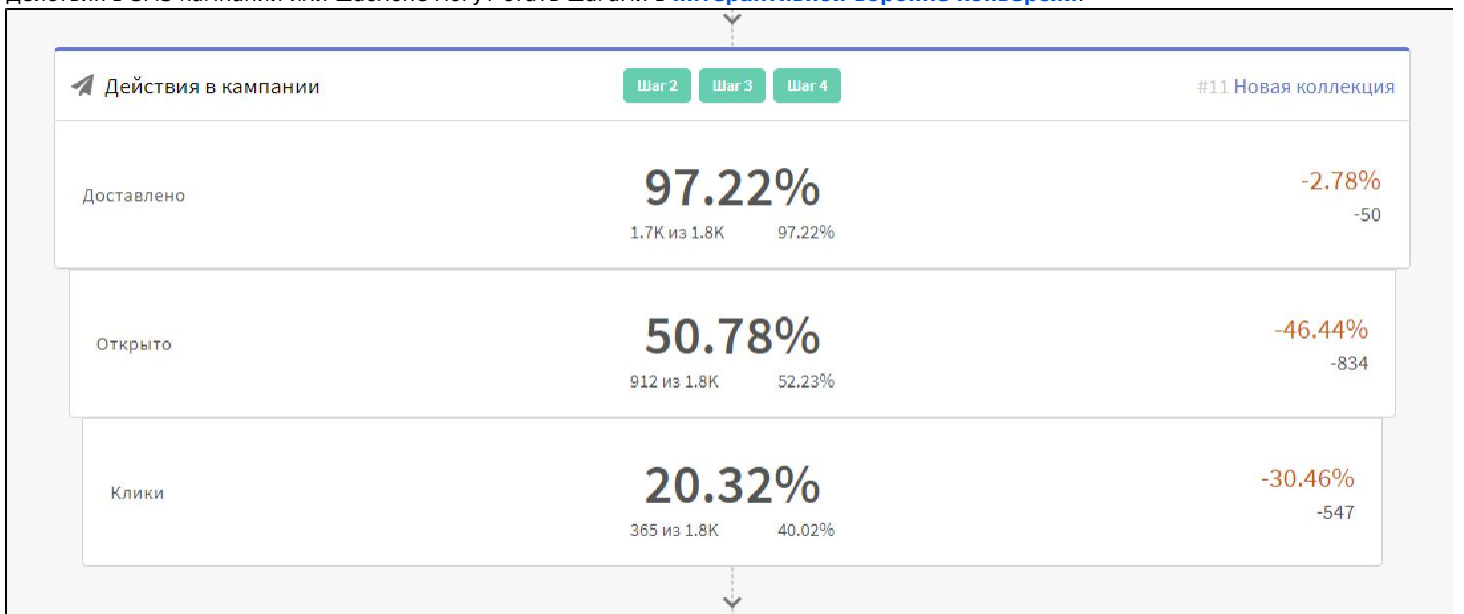 Действия в кампании
Шаг 2 Шаг 3 Шаг 4
#11 Новая коллекция
Доставлено
97.22%
1.7K из 1.8K 97.22%
-2.78%
-50
Открыто
50.78%
912 из 1.8K 52.23%
-46.44%
-834
Клики
20.32%
365 из 1.8K 40.02%
-30.46%
-547